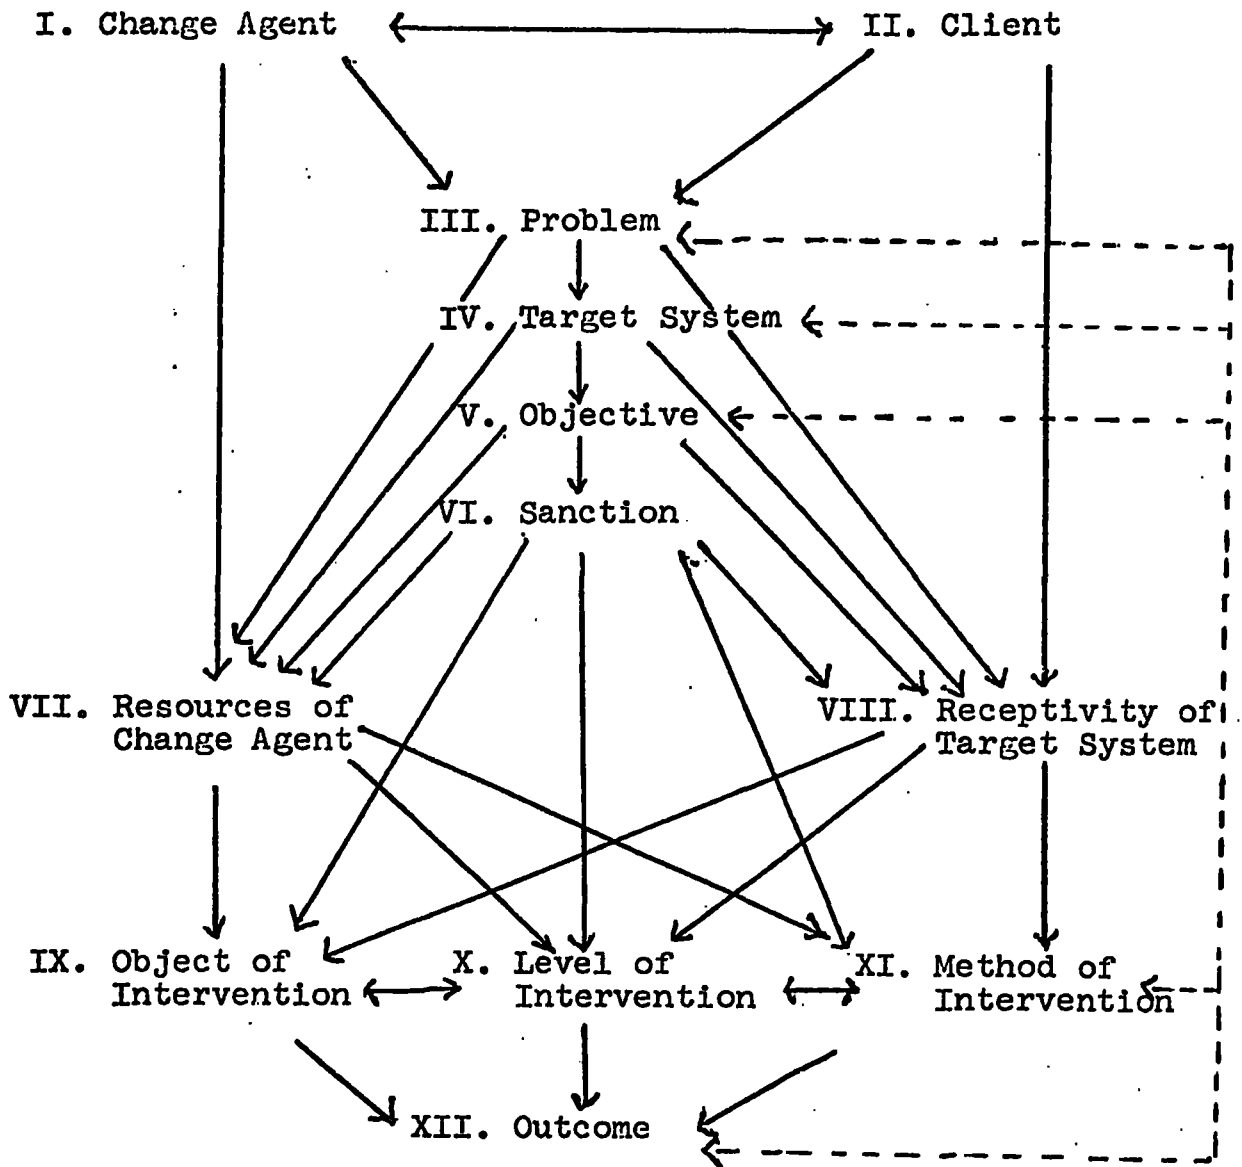 I. Change Agent
II. Client
III. Problem
IV. Target System
V. Objective
VI. Sanction
VII. Resources of
Change Agent
VIII. Receptivity of
Target System
IX. Object of
Intervention
X. Level of
Intervention
XI. Method of
Intervention
XII. Outcome